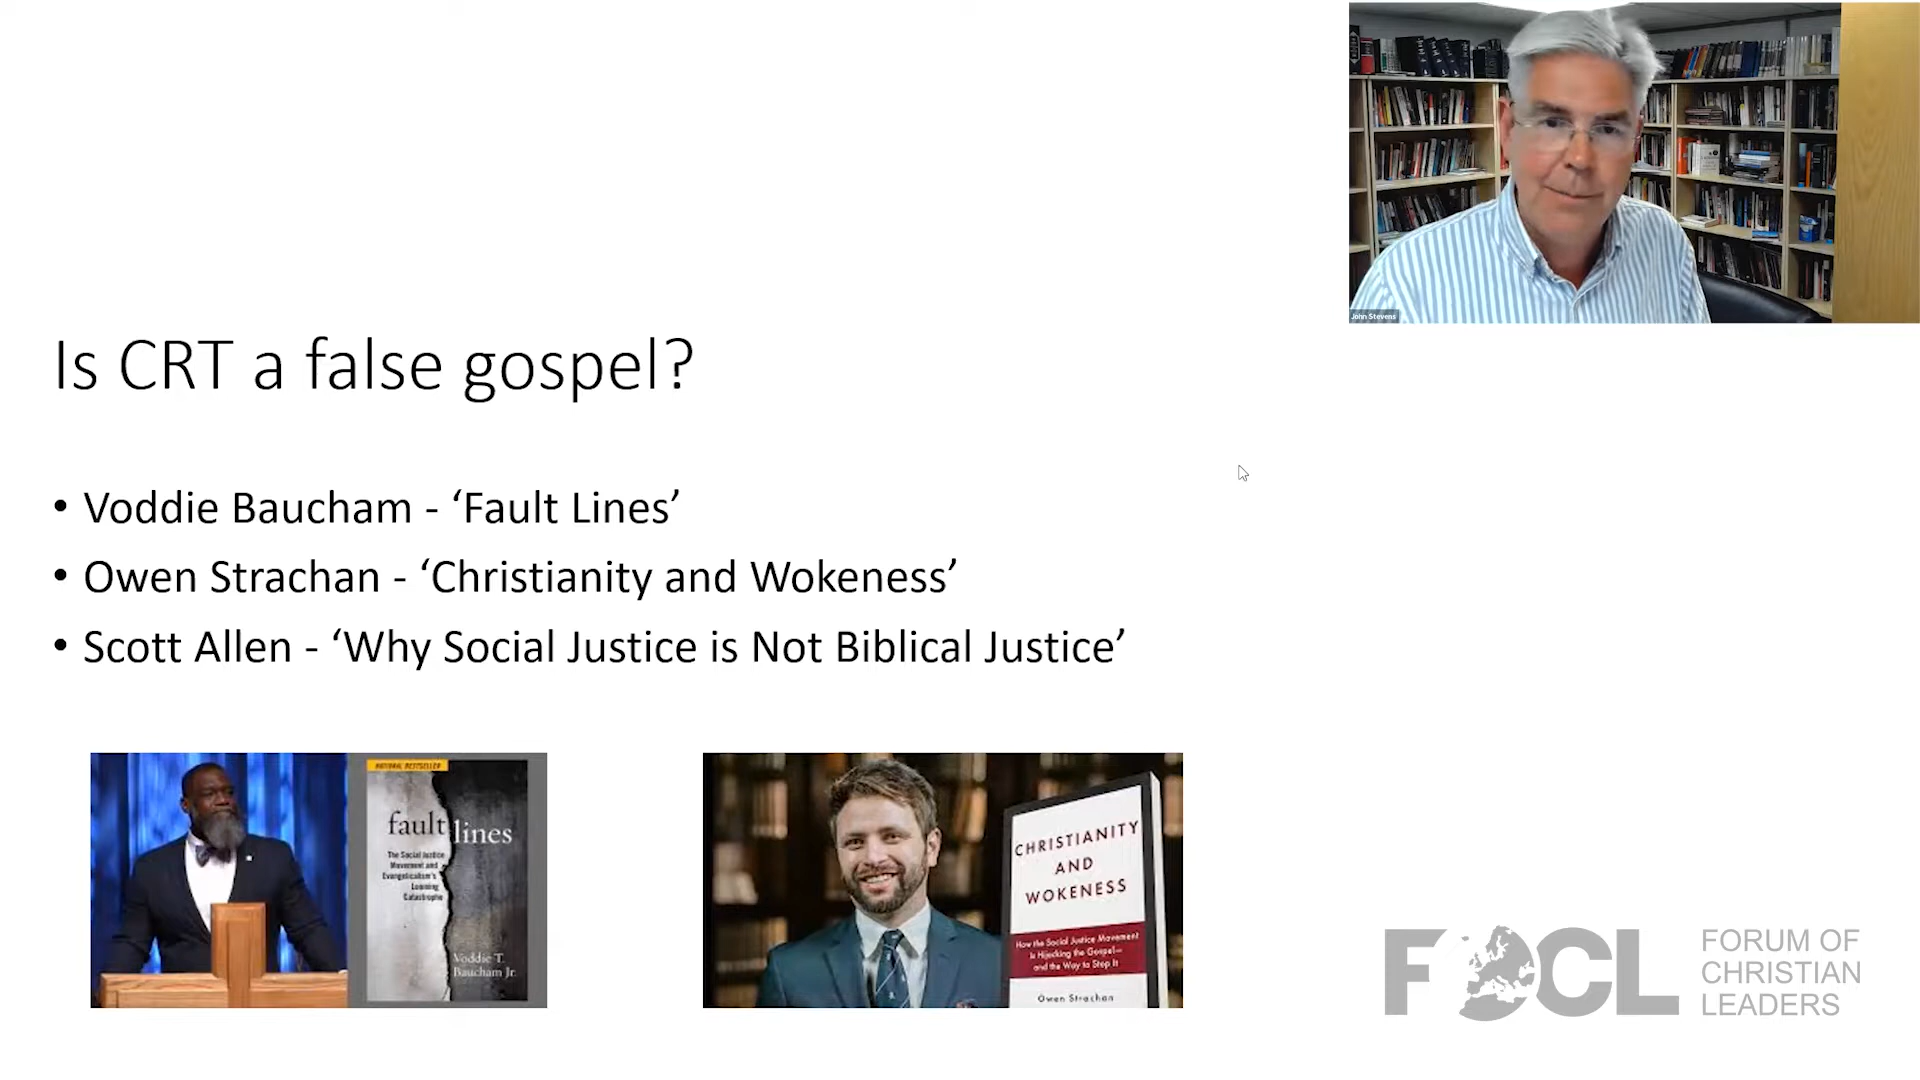 John Stevens
Is CRT a false gospel?
• Voddie Baucham - ‘Fault Lines’
• Owen Strachan - ‘Christianity and Wokeness’
• Scott Allen - ‘Why Social Justice is Not Biblical Justice’
NATIONAL BESTSELLER
fault lines
The Social Justice
Movement and
Evangelicalism's
Looming
Catastrophe
Voddie T.
Baucham Jr.
CHRISTIANITY
AND
WOKENESS
How the Social Justice Movement
is Hijacking the Gospel—
and the Way to Stop It
Owen Strachan
FOCL
FORUM OF
CHRISTIAN
LEADERS